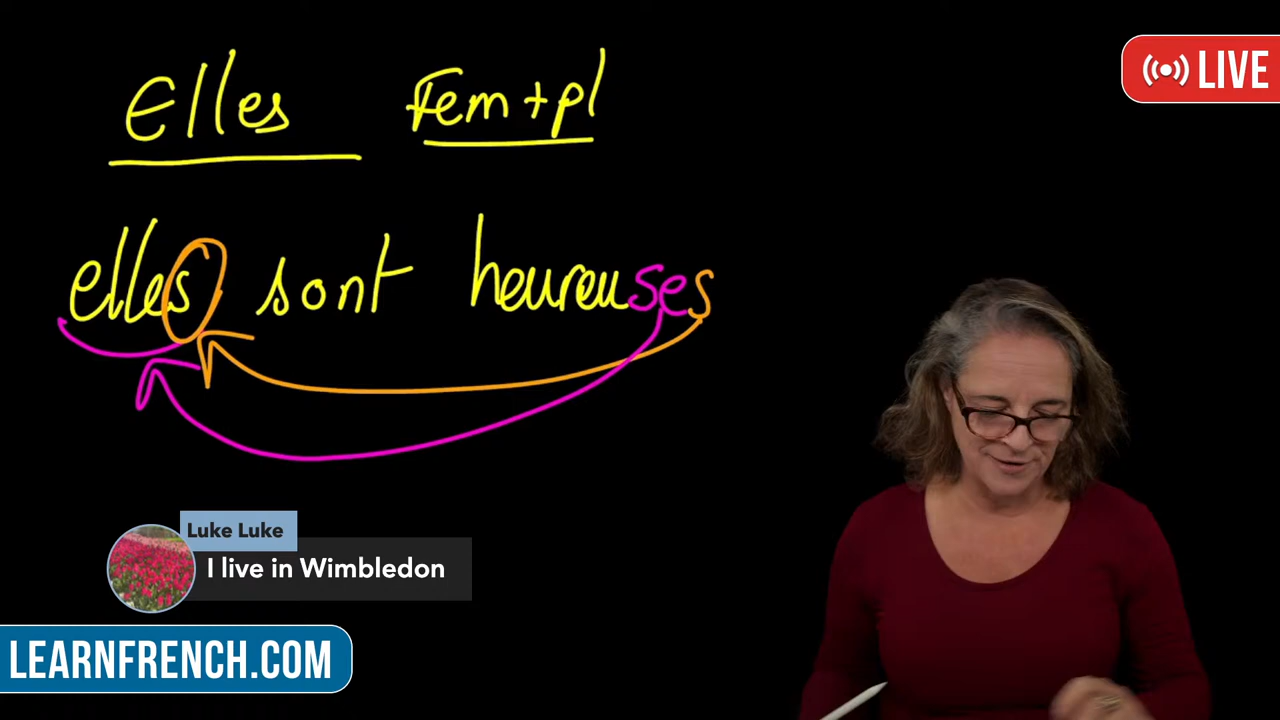 Elles Fem+pl
LIVE
elles sont heureuses
Luke Luke
I live in Wimbledon
LEARNFRENCH.COM